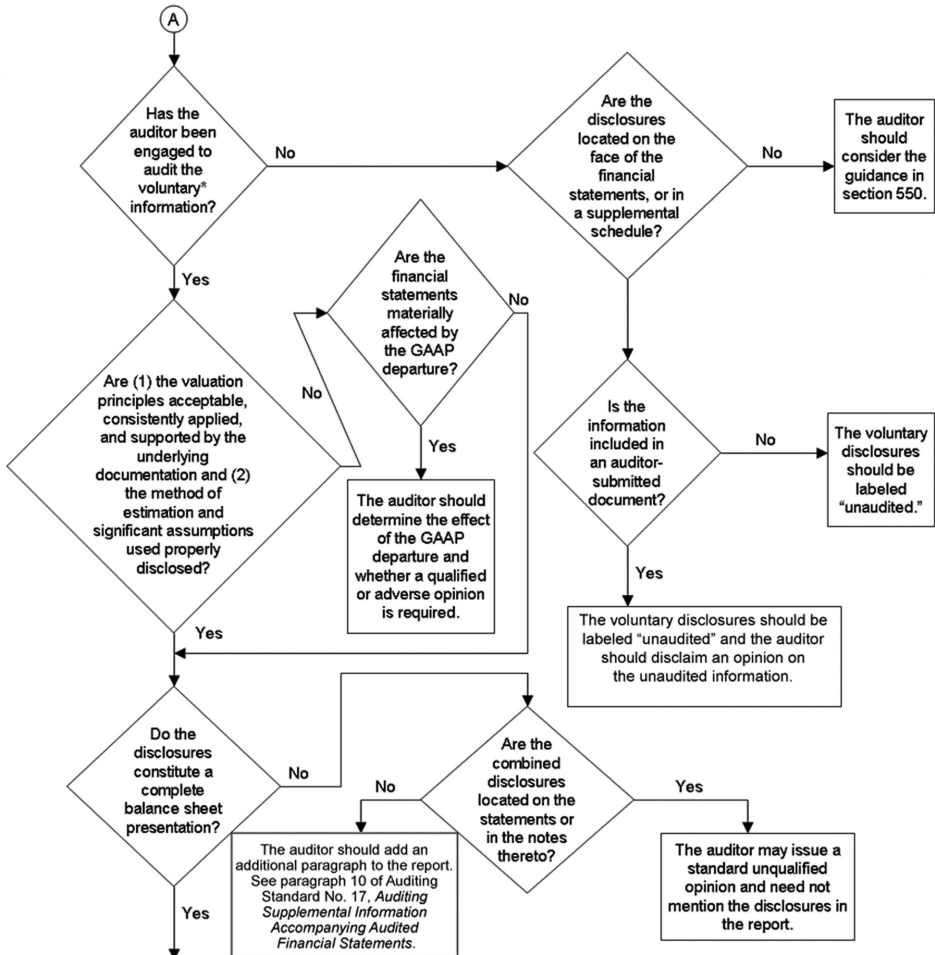 A
Has the
auditor been
engaged to
audit the
voluntary*
information?
No
Are the
disclosures
located on the
face of the
financial
statements, or in
a supplemental
schedule?
No
The auditor
should
consider the
guidance in
section 550.
Yes
Are the
financial
statements
materially
affected by
the GAAP
departure?
No
No
Are (1) the valuation
principles acceptable,
consistently applied,
and supported by the
underlying
documentation and (2)
the method of
estimation and
significant assumptions
used properly
disclosed?
Yes
The auditor should
determine the effect
of the GAAP
departure and
whether a qualified
or adverse opinion
is required.
Is the
information
included in
an auditor-
submitted
document?
No
The voluntary
disclosures
should be
labeled
“unaudited.”
Yes
The voluntary disclosures should be
labeled “unaudited” and the auditor
should disclaim an opinion on
the unaudited information.
Yes
Do the
disclosures
constitute a
complete
balance sheet
presentation?
No
Are the
combined
disclosures
located on the
statements or
in the notes
thereto?
No
Yes
The auditor should add an
additional paragraph to the report.
See paragraph 10 of Auditing
Standard No. 17, Auditing
Supplemental Information
Accompanying Audited
Financial Statements.
The auditor may issue a
standard unqualified
opinion and need not
mention the disclosures in
the report.
Yes